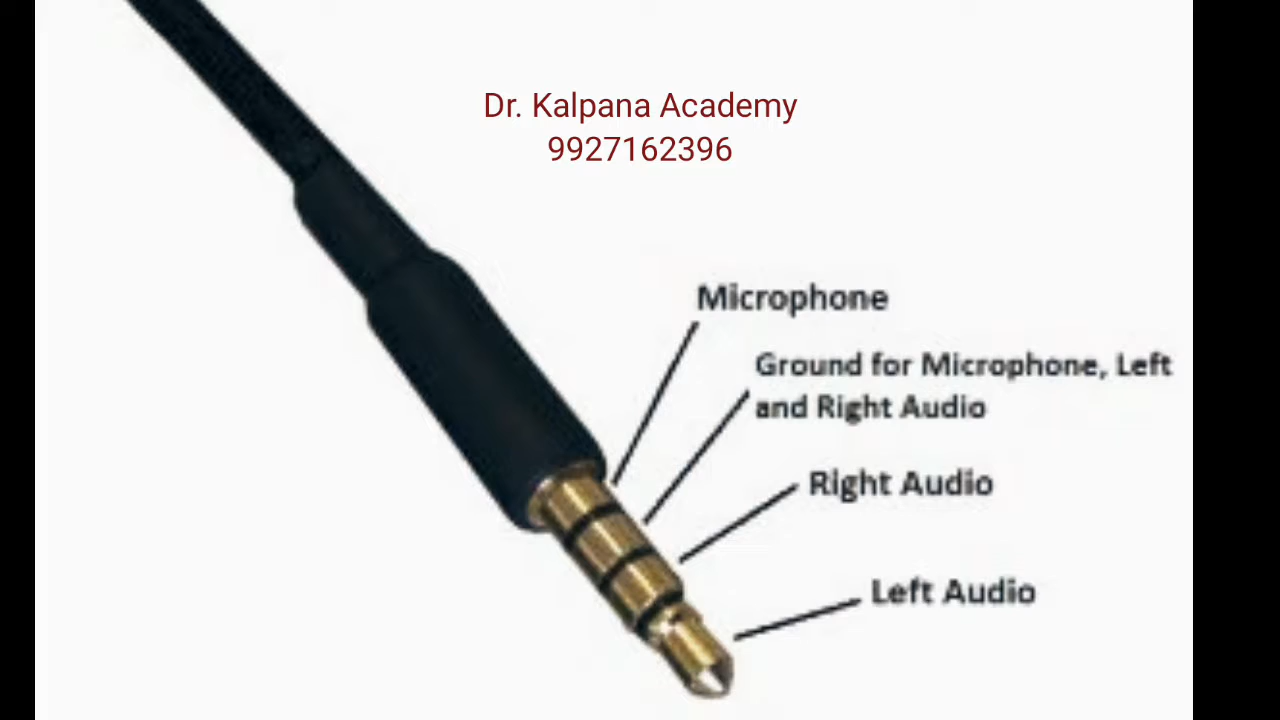 Dr. Kalpana Academy
9927162396
Microphone
Ground for Microphone, Left
and Right Audio
Right Audio
Left Audio